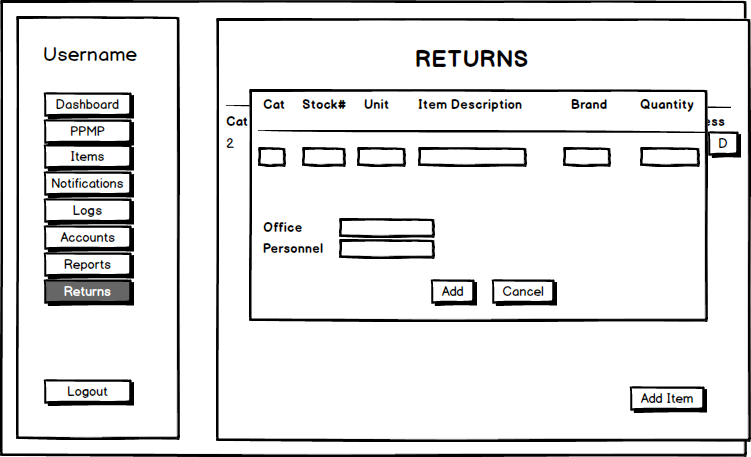 Username
Dashboard
PPMP
Items
Notifications
Logs
Accounts
Reports
Returns
Logout
RETURNS
Cat
ess
2
D
Cat Stock# Unit Item Description Brand Quantity
Office
Personnel
Add Cancel
Add Item